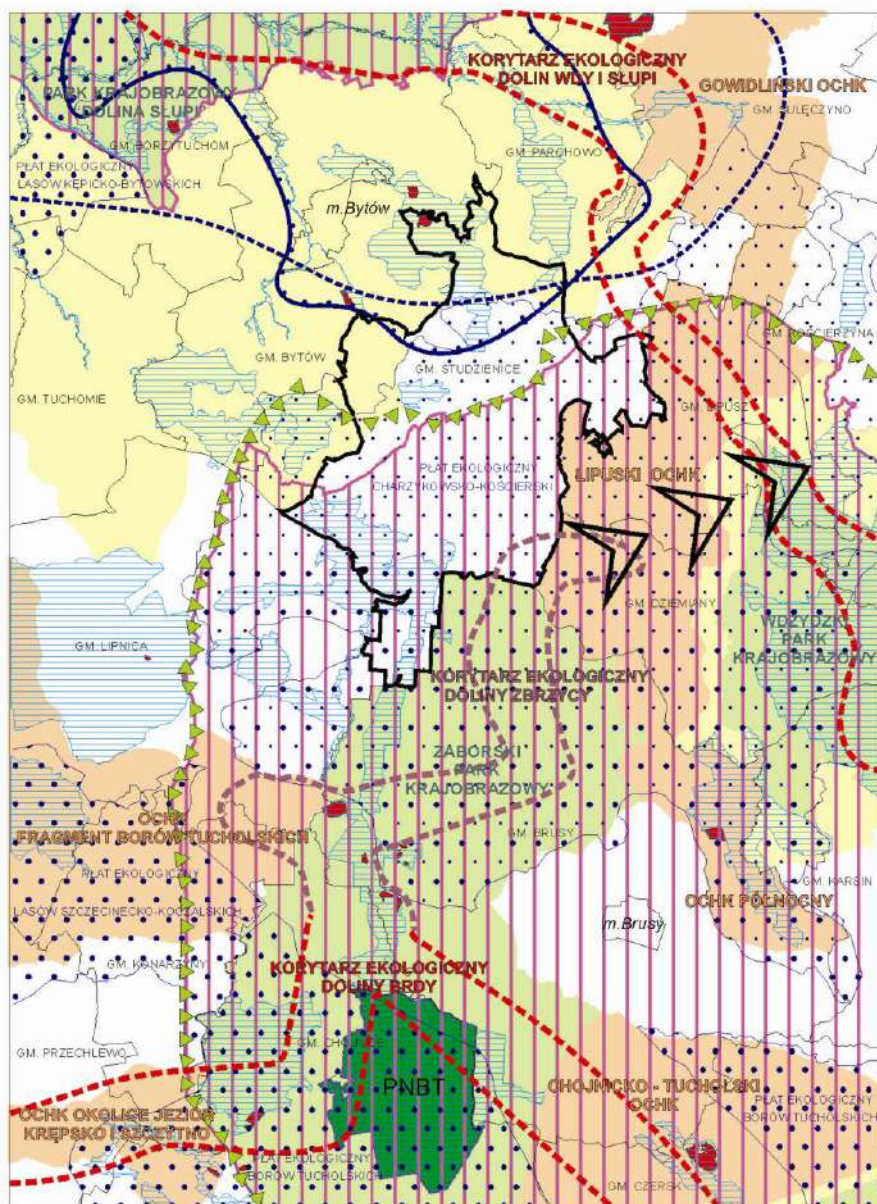 KORYTARZ EKOLOGICZNY
DOLIN WDY I SŁUPI
GOWIDLIŃSKI OCHK
GM. SULĘCZYNO
PARK KRAJOBRAZOWY
"DOLINA SŁUPI"
GM. BORZYTUCHOM
GM. PARCHOWO
PŁAT EKOLOGICZNY
LASÓW KĘPICKO-BYTOWSKICH
m.Bytów
GM. KOŚCIERZYNA
GM. BYTÓW
GM. STUDZIENICE
GM. TUCHOMIE
GM. LIPUSZ
PŁAT EKOLOGICZNY
CHARZYKOWSKO-KOŚCIERSKI
LIPUSKI OCHK
GM. DZIEMIANY
WDZYDZKI
PARK
KRAJOBRAZOWY
GM. LIPNICA
KORYTARZ EKOLOGICZNY
DOLINY ZBRZYCY
ZABORSKI
PARK
KRAJOBRAZOWY
OCHK
FRAGMENT BORÓW TUCHOLSKICH
GM. BRUSY
PŁAT EKOLOGICZNY
LASÓW SZCZECINECKO-KOCZALSKICH
GM. KARSIN
OCHK PÓŁNOCNY
m.Brusy
GM. KONARZYNY
KORYTARZ EKOLOGICZNY
DOLINY BRDY
GM. CHOJNICE
GM. PRZECHLEWO
PNBT
CHOJNICKO - TUCHOLSKI
OCHK
PŁAT EKOLOGICZNY
BORÓW TUCHOLSKICH
OCHK OKOLICE JEZIOR
KRĘPSKO I SZCZYTNO
PŁAT EKOLOGICZNY
BORÓW TUCHOLSKICH
GM. CZERSK